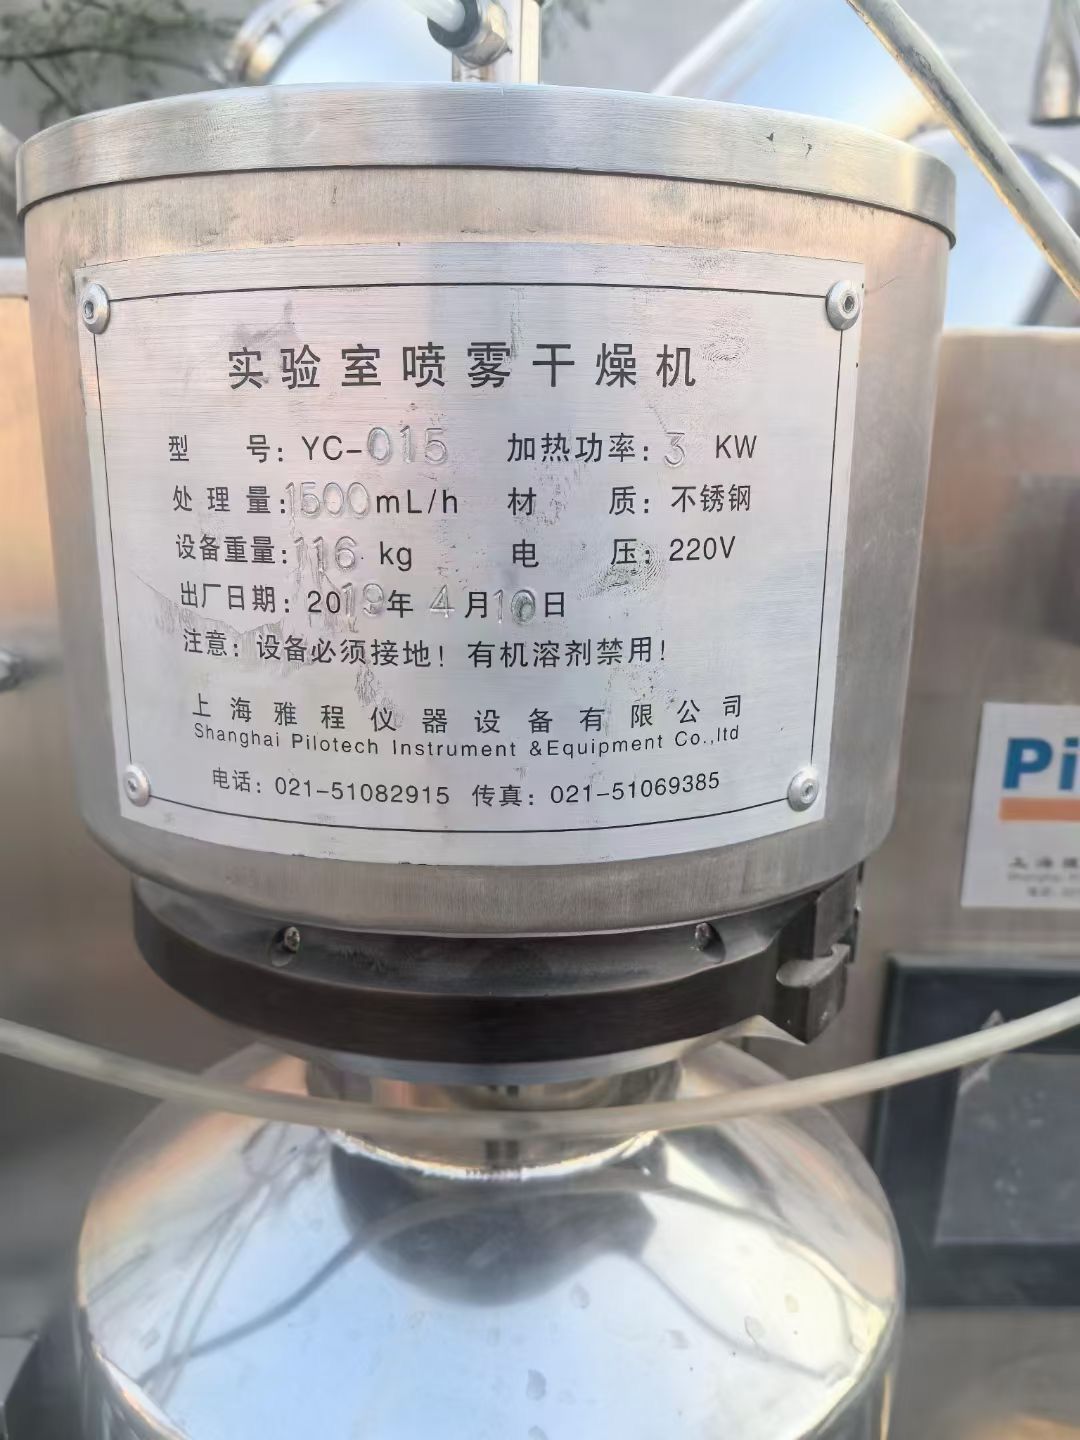 实验室喷雾干燥机
型 号: YC-015 加热功率: 3 KW
处理量: 1500mL/h 材 质: 不锈钢
设备重量: 116 kg 电 压: 220V
出厂日期: 2019年 4月10日
注意: 设备必须接地! 有机溶剂禁用!
上海雅程仪器设备有限公司
Shanghai Pilotech Instrument &Equipment Co.,ltd
电话: 021-51082915 传真: 021-51069385
Pi
上海